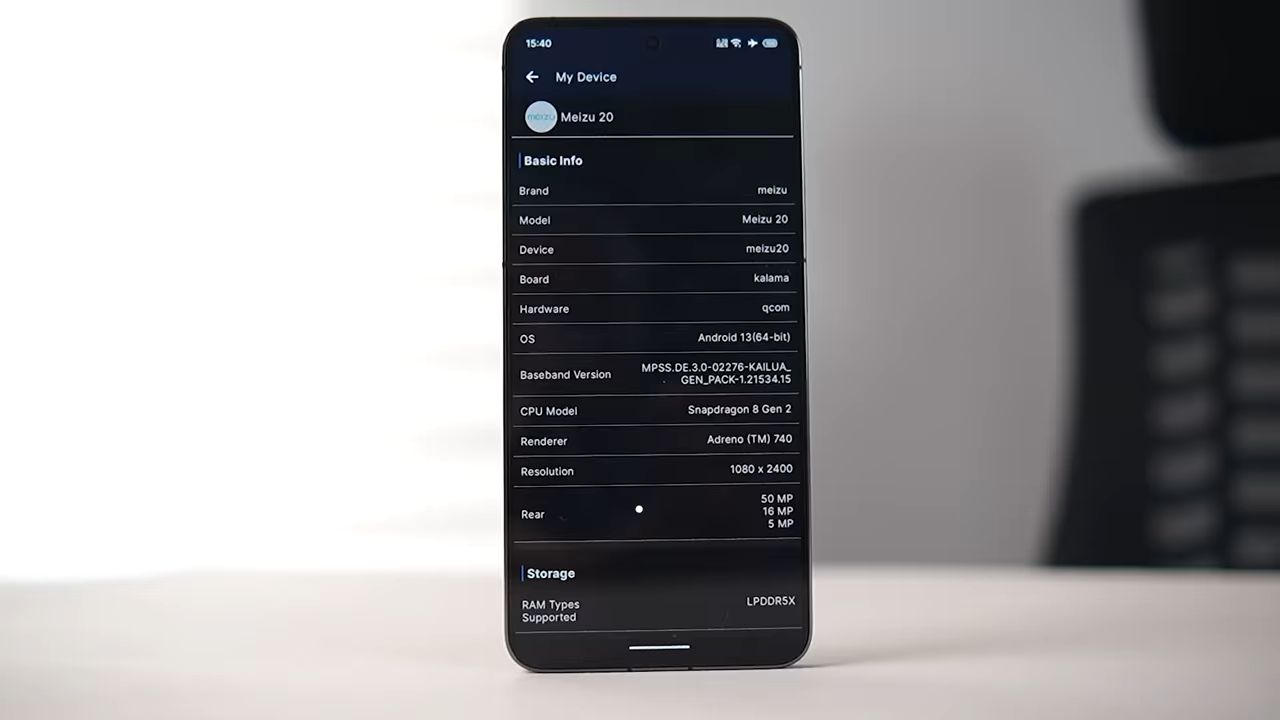 15:40
My Device
meizu
Meizu 20
Basic Info
Brand meizu
Model Meizu 20
Device meizu20
Board kalama
Hardware qcom
OS Android 13(64-bit)
Baseband Version MPSS.DE.3.0-02276-KAILUA_
GEN_PACK-1.21534.15
CPU Model Snapdragon 8 Gen 2
Renderer Adreno (TM) 740
Resolution 1080 x 2400
Rear 50 MP
16 MP
5 MP
Storage
RAM Types LPDDR5X
Supported